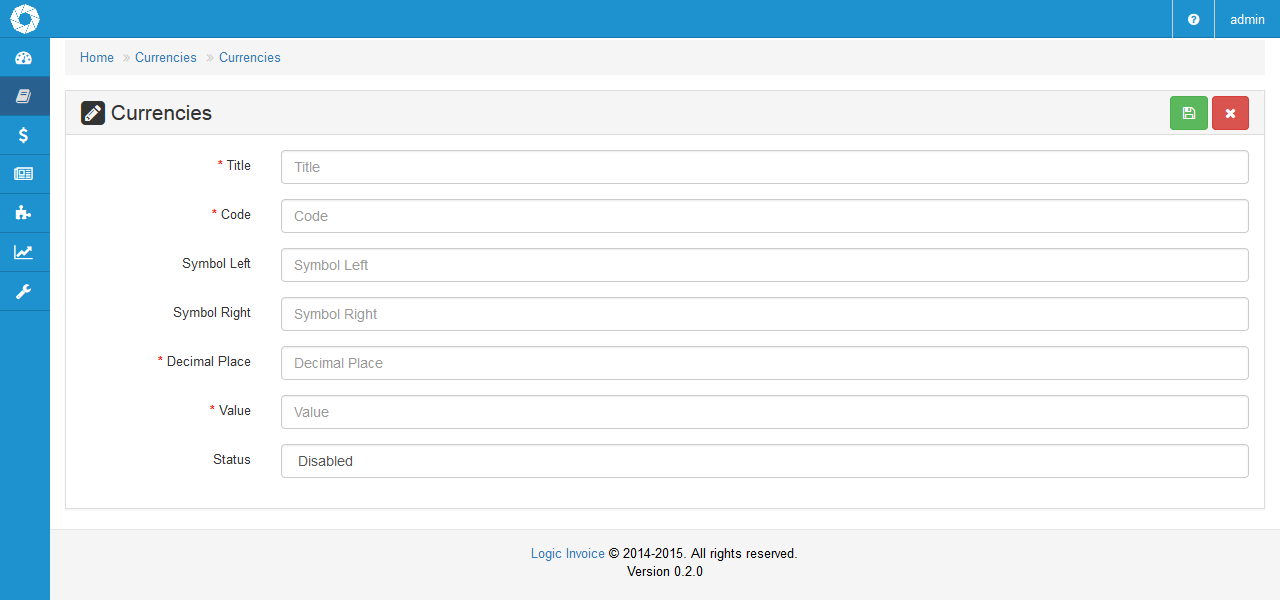 admin
Home Currencies Currencies
Currencies
* Title Title
* Code Code
Symbol Left Symbol Left
Symbol Right Symbol Right
* Decimal Place Decimal Place
* Value Value
Status Disabled
Logic Invoice © 2014-2015. All rights reserved.
Version 0.2.0